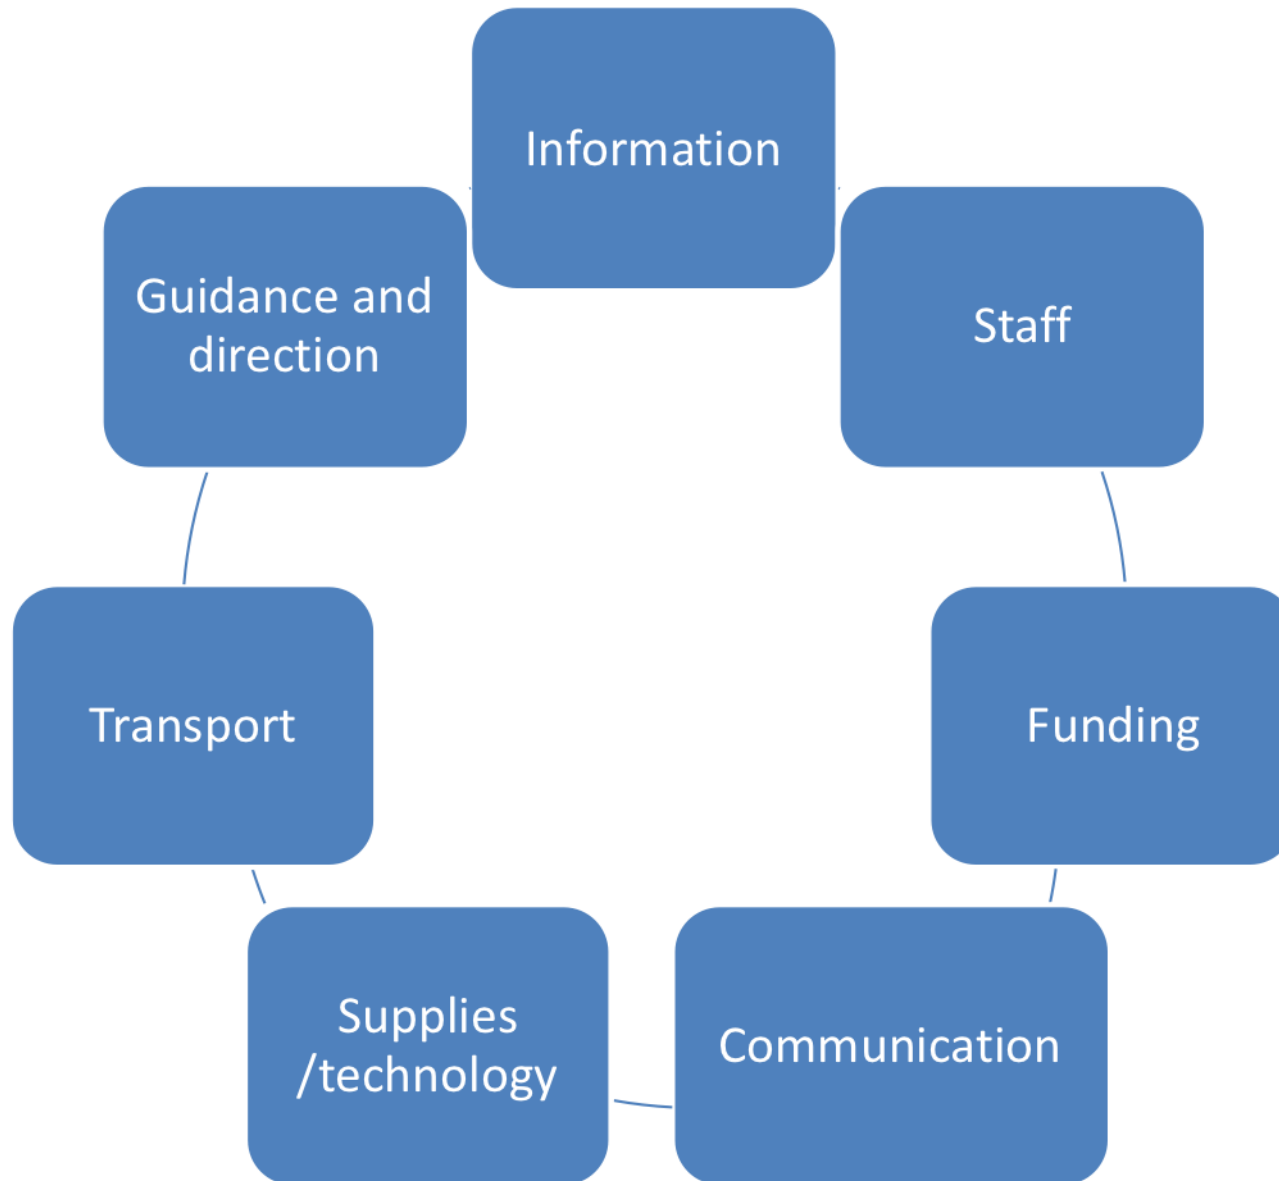 Information
Guidance and
direction
Staff
Transport
Funding
Supplies
/technology
Communication